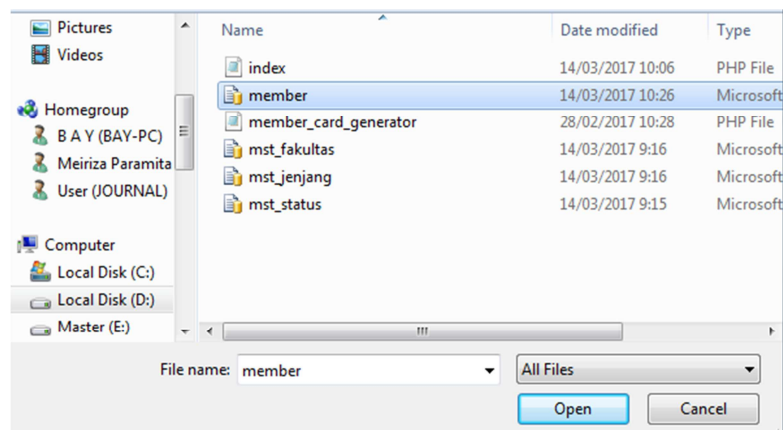 Pictures
Videos
Homegroup
B A Y (BAY-PC)
Meiriza Paramita
User (JOURNAL)
Computer
Local Disk (C:)
Local Disk (D:)
Master (E:)
Name Date modified Type
index 14/03/2017 10:06 PHP File
member 14/03/2017 10:26 Microsoft
member_card_generator 28/02/2017 10:28 PHP File
mst_fakultas 14/03/2017 9:16 Microsoft
mst_jenjang 14/03/2017 9:16 Microsoft
mst_status 14/03/2017 9:15 Microsoft
File name: member All Files
Open Cancel